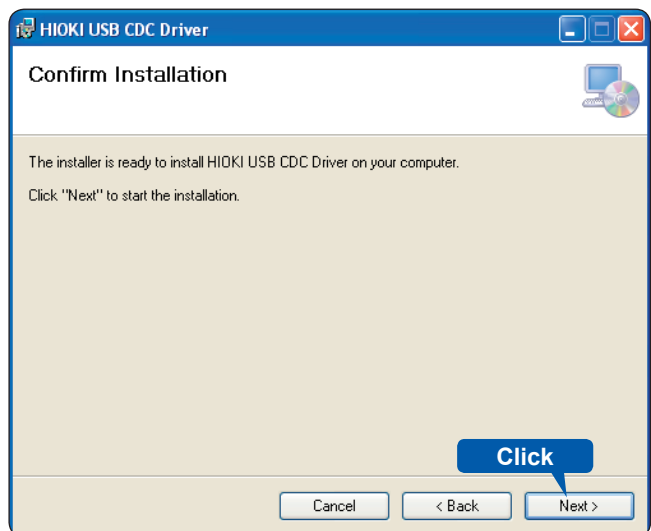 HIOKI USB CDC Driver
Confirm Installation
The installer is ready to install HIOKI USB CDC Driver on your computer.
Click "Next" to start the installation.
Click
Cancel
< Back
Next >